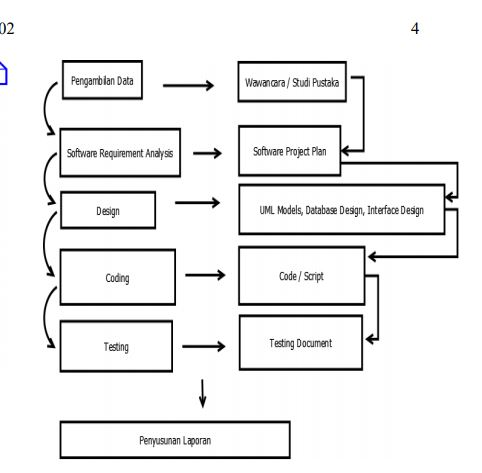 02 4
Pengambilan Data
Wawancara / Studi Pustaka
Software Requirement Analysis
Software Project Plan
Design
UML Models, Database Design, Interface Design
Coding
Code / Script
Testing
Testing Document
Penyusunan Laporan